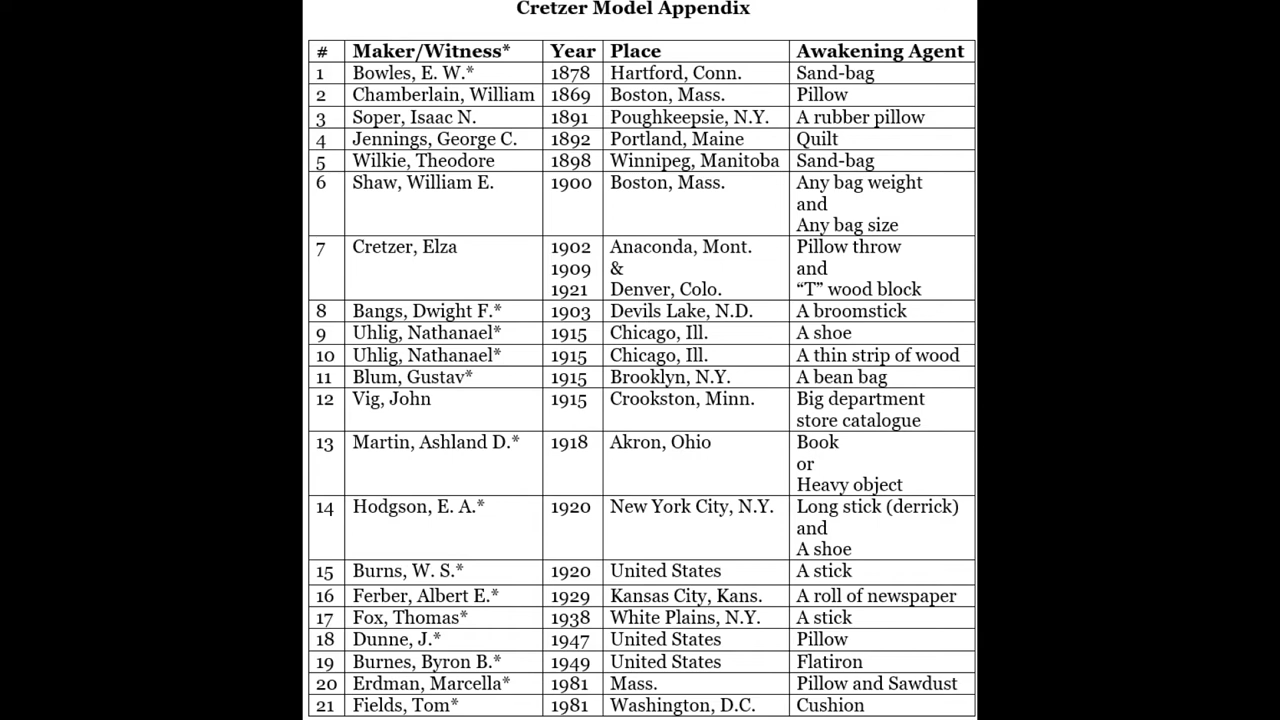 Cretzer Model Appendix
# Maker/Witness* Year Place Awakening Agent
1 Bowles, E. W.* 1878 Hartford, Conn. Sand-bag
2 Chamberlain, William 1869 Boston, Mass. Pillow
3 Soper, Isaac N. 1891 Poughkeepsie, N.Y. A rubber pillow
4 Jennings, George C. 1892 Portland, Maine Quilt
5 Wilkie, Theodore 1898 Winnipeg, Manitoba Sand-bag
6 Shaw, William E. 1900 Boston, Mass. Any bag weight
and
Any bag size
7 Cretzer, Elza 1902 Anaconda, Mont. Pillow throw
1909 & and
1921 Denver, Colo. “T” wood block
8 Bangs, Dwight F.* 1903 Devils Lake, N.D. A broomstick
9 Uhlig, Nathanael* 1915 Chicago, Ill. A shoe
10 Uhlig, Nathanael* 1915 Chicago, Ill. A thin strip of wood
11 Blum, Gustav* 1915 Brooklyn, N.Y. A bean bag
12 Vig, John 1915 Crookston, Minn. Big department
store catalogue
13 Martin, Ashland D.* 1918 Akron, Ohio Book
or
Heavy object
14 Hodgson, E. A.* 1920 New York City, N.Y. Long stick (derrick)
and
A shoe
15 Burns, W. S.* 1920 United States A stick
16 Ferber, Albert E.* 1929 Kansas City, Kans. A roll of newspaper
17 Fox, Thomas* 1938 White Plains, N.Y. A stick
18 Dunne, J.* 1947 United States Pillow
19 Burnes, Byron B.* 1949 United States Flatiron
20 Erdman, Marcella* 1981 Mass. Pillow and Sawdust
21 Fields, Tom* 1981 Washington, D.C. Cushion